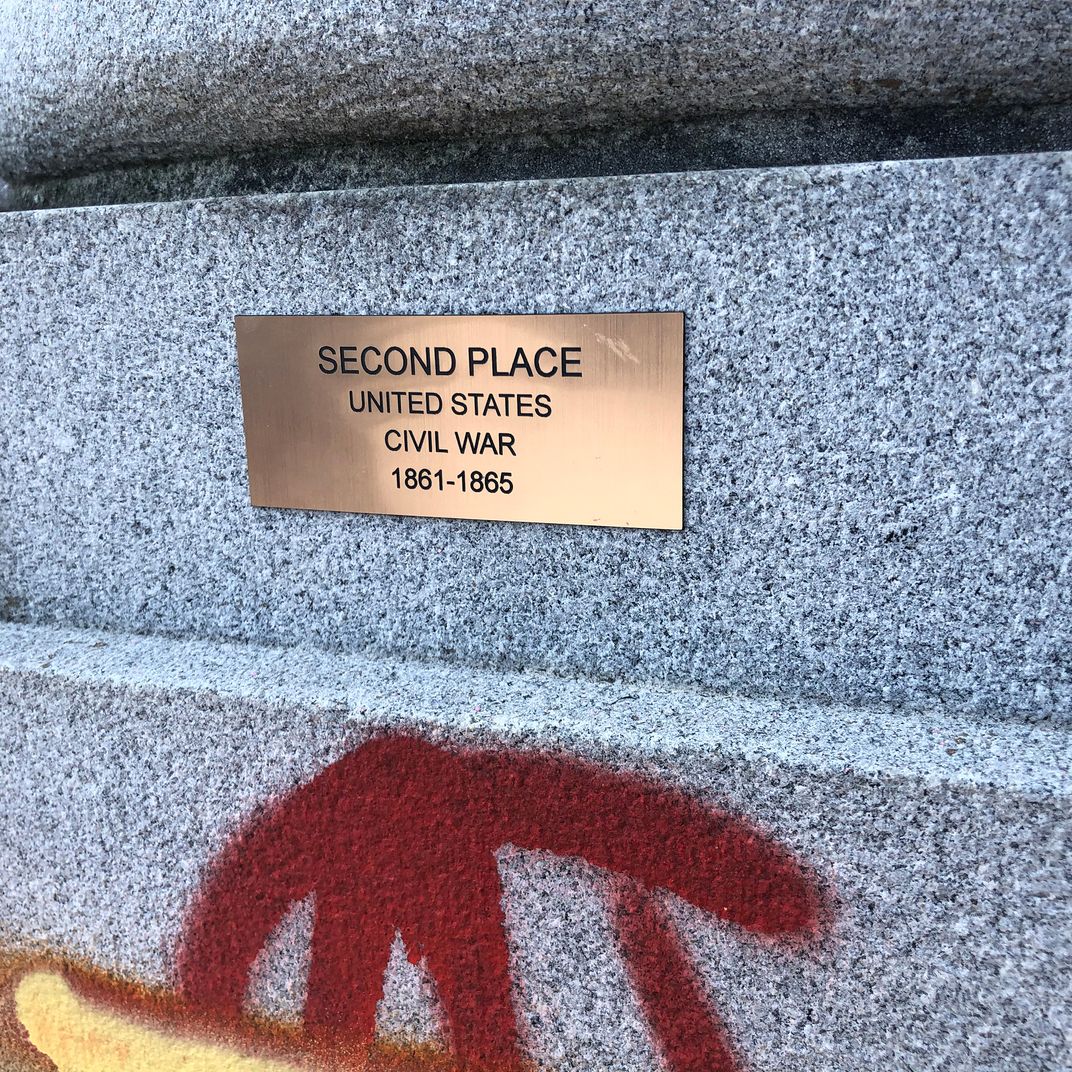 SECOND PLACE
UNITED STATES
CIVIL WAR
1861-1865